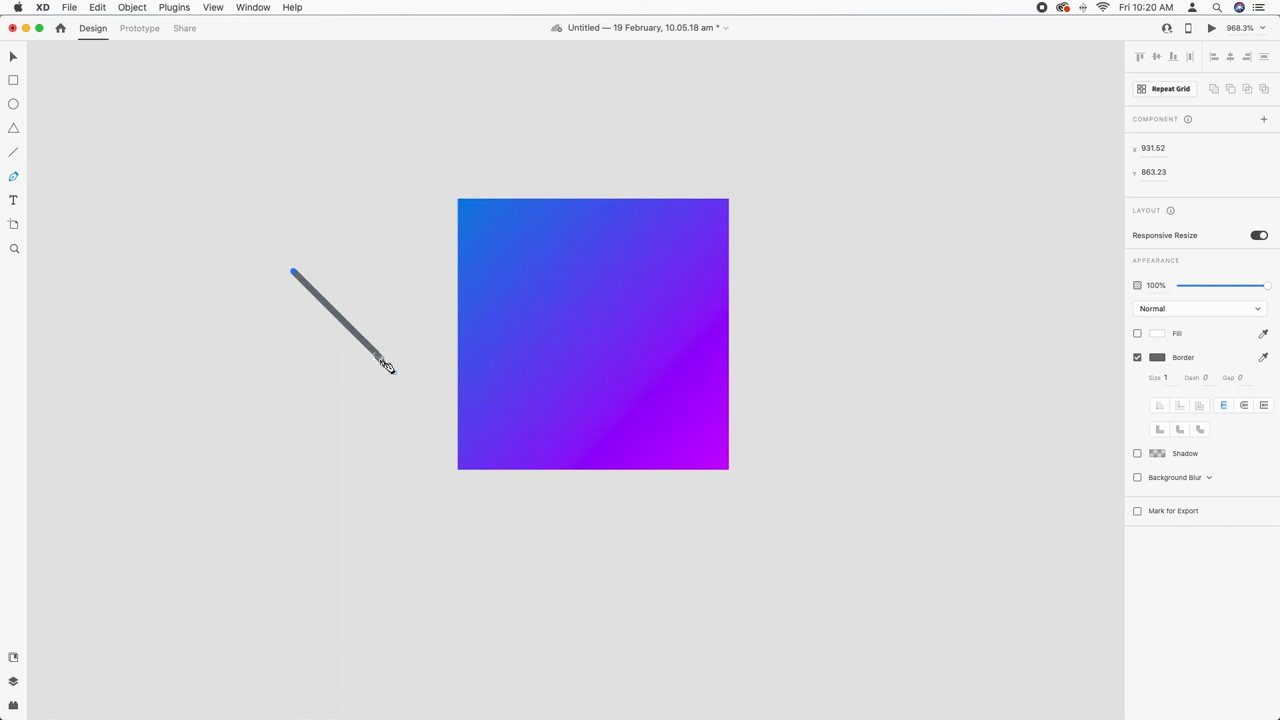 XD File Edit Object Plugins View Window Help Fri 10:20 AM
Design Prototype Share Untitled — 19 February, 10.05.18 am * 968.3%
Repeat Grid
COMPONENT
X 931.52
Y 863.23
LAYOUT
Responsive Resize
APPEARANCE
100%
Normal
Fill
Border
Size 1 Dash 0 Gap 0
Shadow
Background Blur
Mark for Export
T